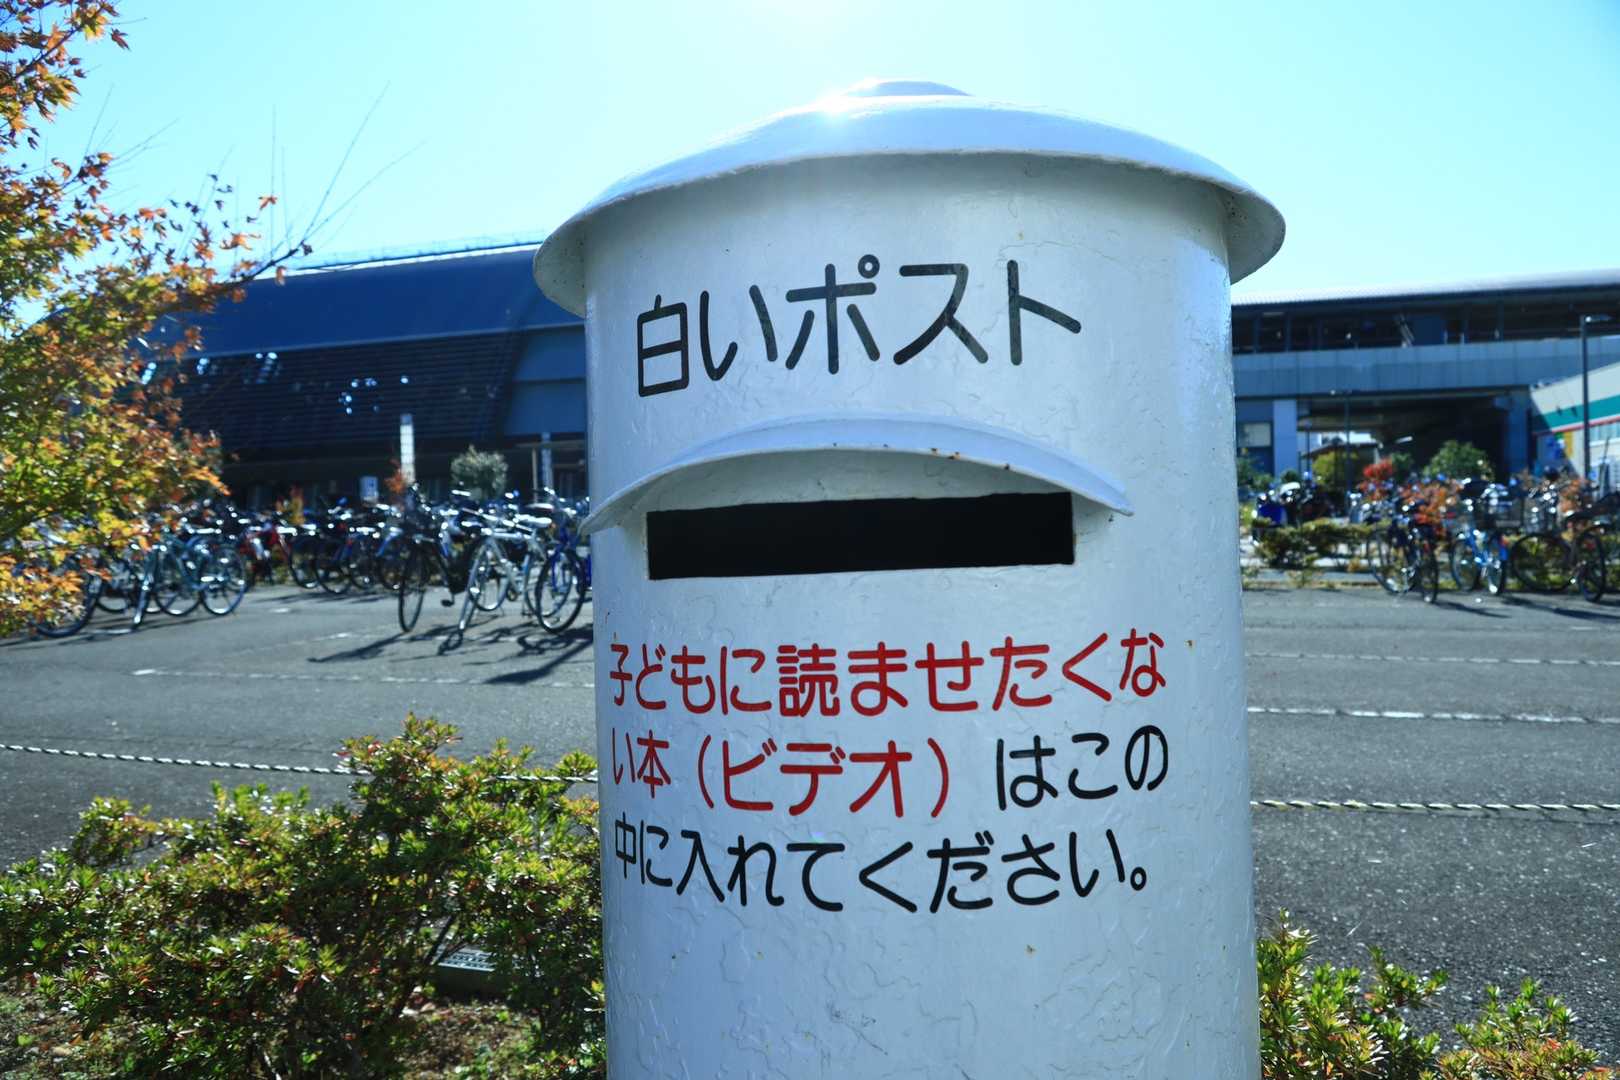 白いポスト
子どもに読ませたくな
い本（ビデオ）はこの
中に入れてください。